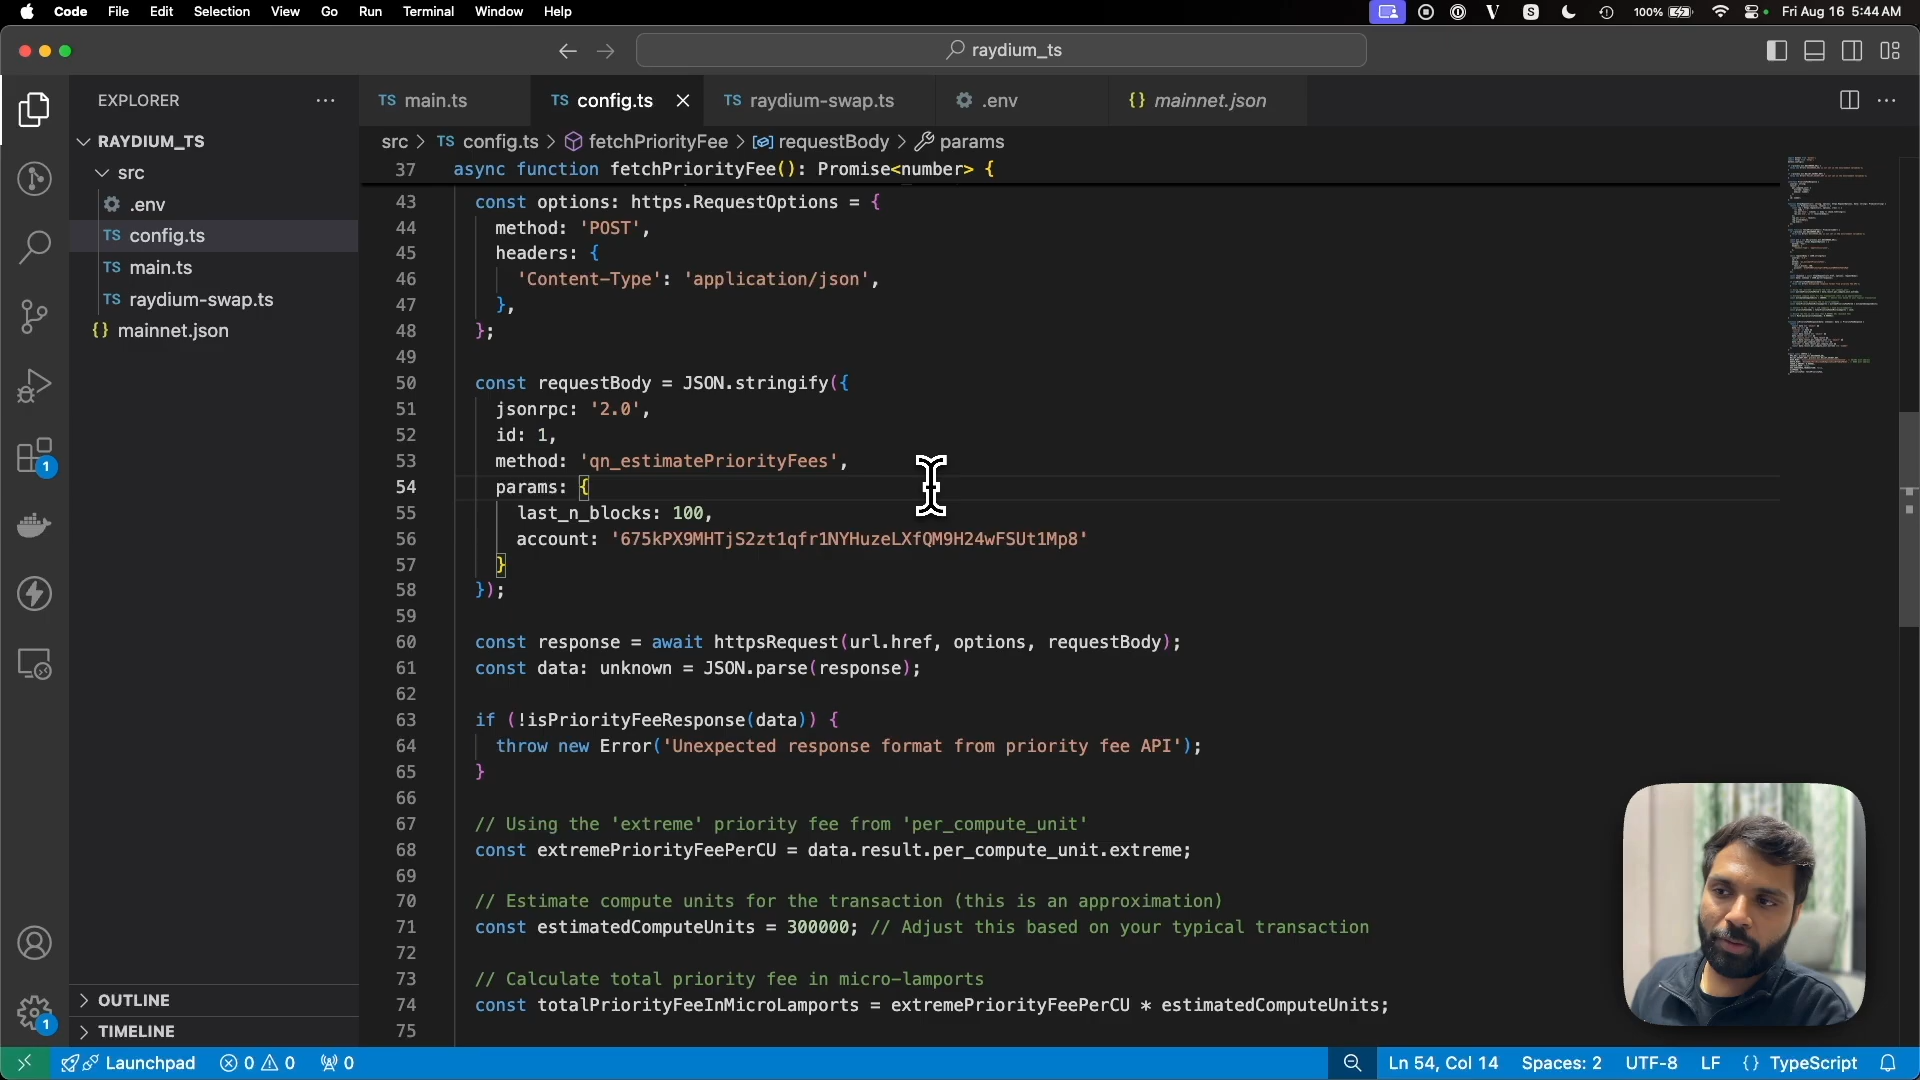 Code File Edit Selection View Go Run Terminal Window Help 100% Fri Aug 16 5:44 AM
raydium_ts
EXPLORER
TS main.ts
TS config.ts
TS raydium-swap.ts
.env
{} mainnet.json
RAYDIUM_TS
src
.env
TS config.ts
TS main.ts
TS raydium-swap.ts
{} mainnet.json
src > TS config.ts > fetchPriorityFee > requestBody > params
37 async function fetchPriorityFee(): Promise<number> {
43 const options: https.RequestOptions = {
44 method: 'POST',
45 headers: {
46 'Content-Type': 'application/json',
47 },
48 };
49
50 const requestBody = JSON.stringify({
51 jsonrpc: '2.0',
52 id: 1,
53 method: 'qn_estimatePriorityFees',
54 params: {
55 last_n_blocks: 100,
56 account: '675kPX9MHTjS2zt1qfr1NYHuzeLXfQM9H24wFSUt1Mp8'
57 }
58 });
59
60 const response = await httpsRequest(url.href, options, requestBody);
61 const data: unknown = JSON.parse(response);
62
63 if (!isPriorityFeeResponse(data)) {
64 throw new Error('Unexpected response format from priority fee API');
65 }
66
67 // Using the 'extreme' priority fee from 'per_compute_unit'
68 const extremePriorityFeePerCU = data.result.per_compute_unit.extreme;
69
70 // Estimate compute units for the transaction (this is an approximation)
71 const estimatedComputeUnits = 300000; // Adjust this based on your typical transaction
72
73 // Calculate total priority fee in micro-lamports
74 const totalPriorityFeeInMicroLamports = extremePriorityFeePerCU * estimatedComputeUnits;
75
1
1
OUTLINE
TIMELINE
Launchpad 0 0 0 Ln 54, Col 14 Spaces: 2 UTF-8 LF {} TypeScript